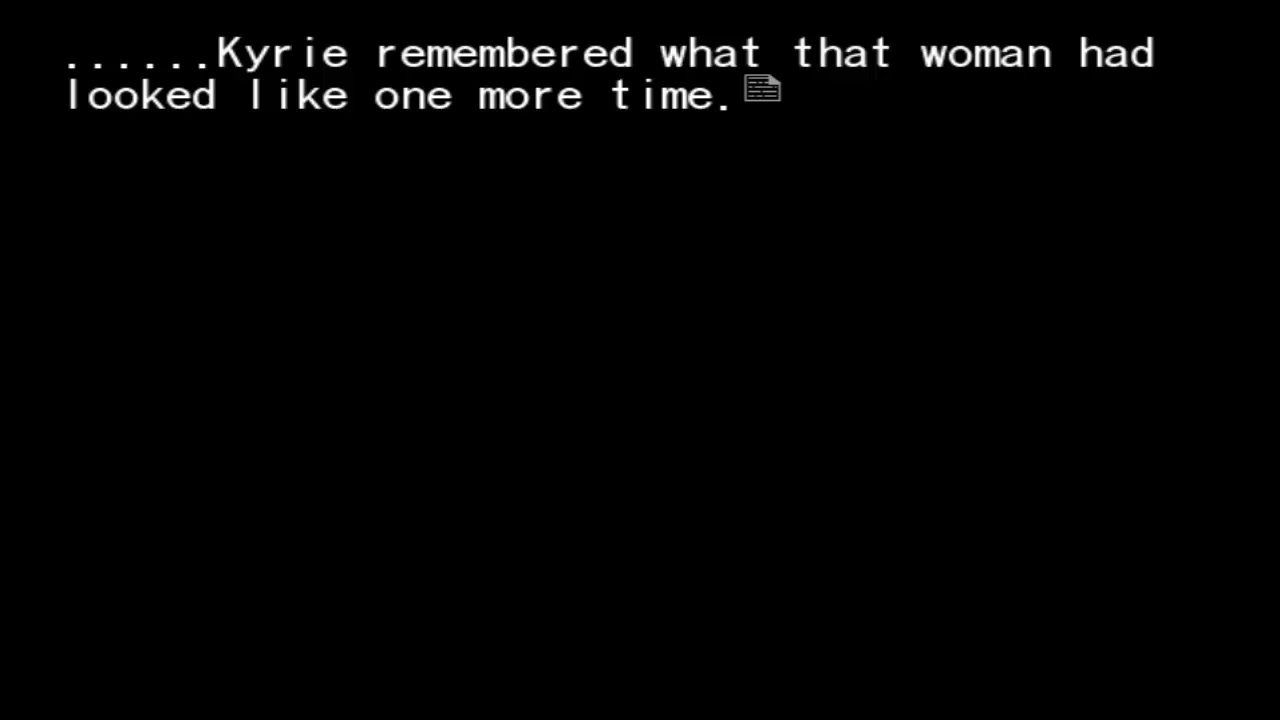 ......Kyrie remembered what that woman had
looked like one more time.